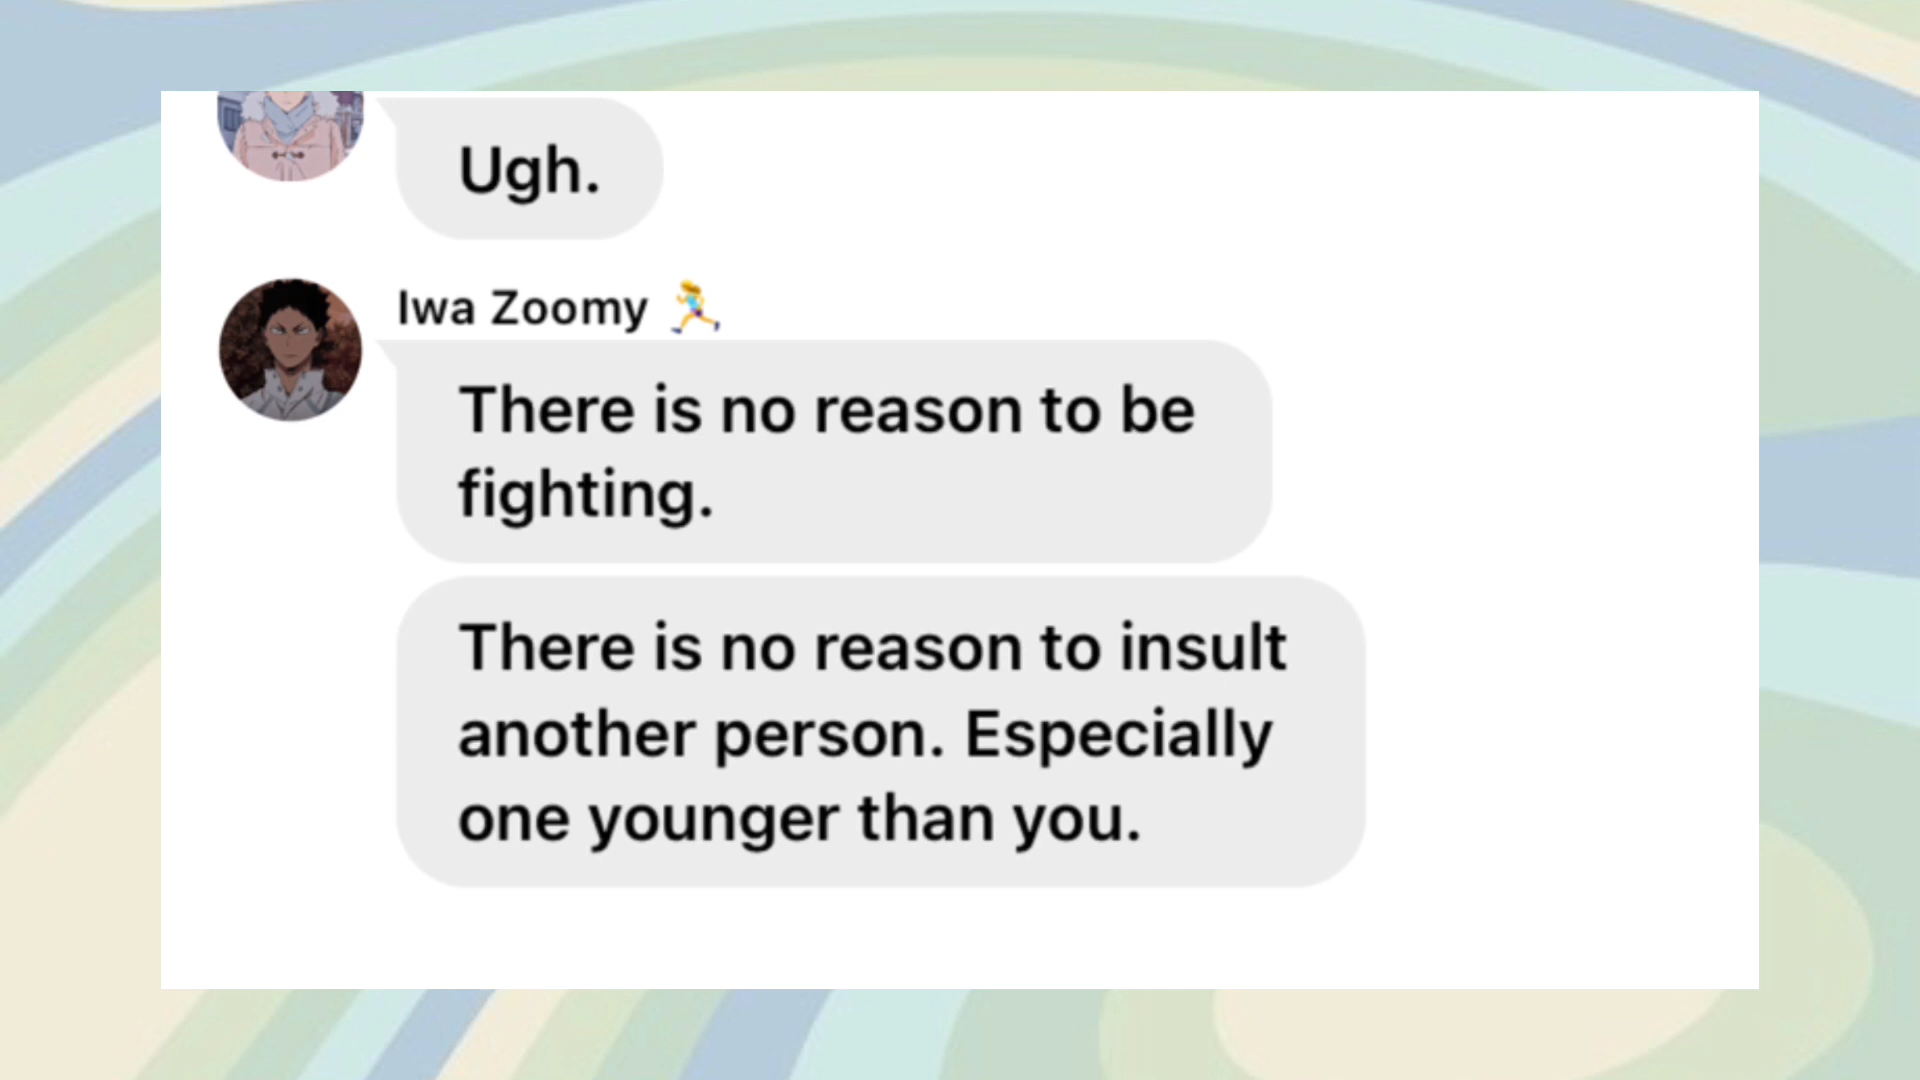 Ugh.
Iwa Zoomy 🏃‍♀️
There is no reason to be
fighting.
There is no reason to insult
another person. Especially
one younger than you.